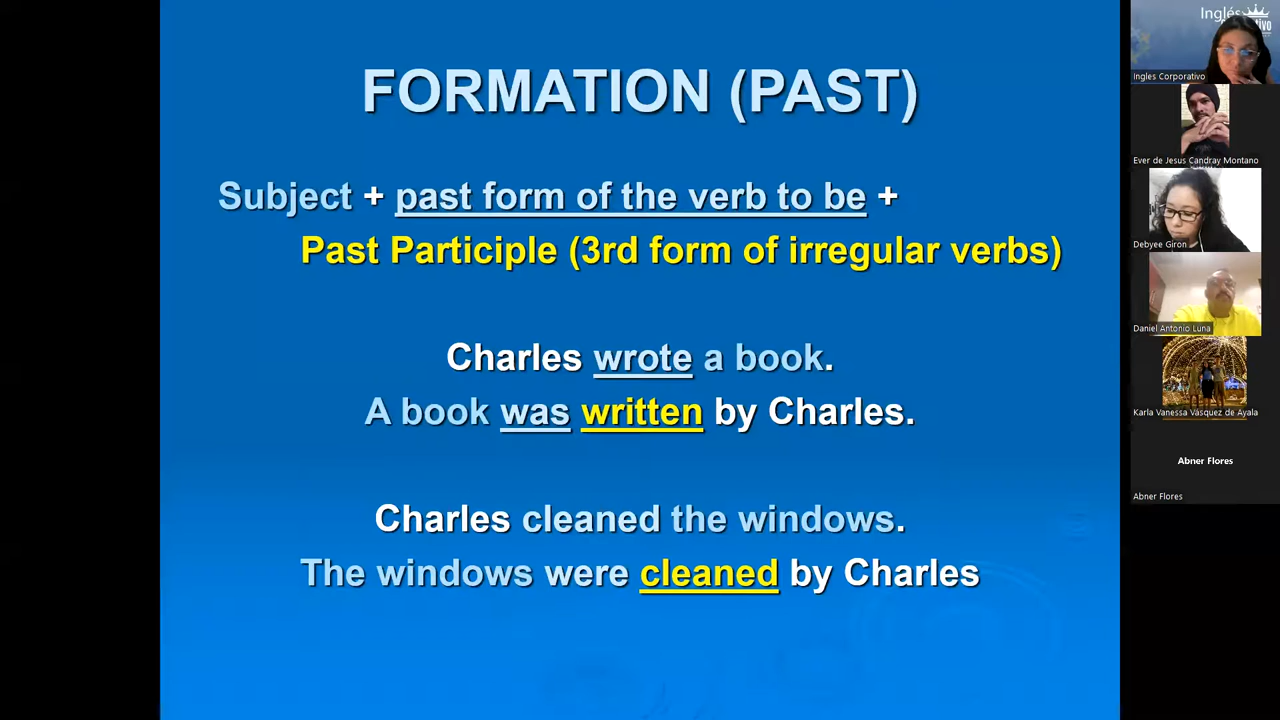 FORMATION (PAST)
Subject + past form of the verb to be +
Past Participle (3rd form of irregular verbs)
Charles wrote a book.
A book was written by Charles.
Charles cleaned the windows.
The windows were cleaned by Charles
Inglés
Ingles Corporativo
Ever de Jesus Candray Montano
Debyee Giron
Daniel Antonio Luna
Karla Vanessa Vásquez de Ayala
Abner Flores
Abner Flores